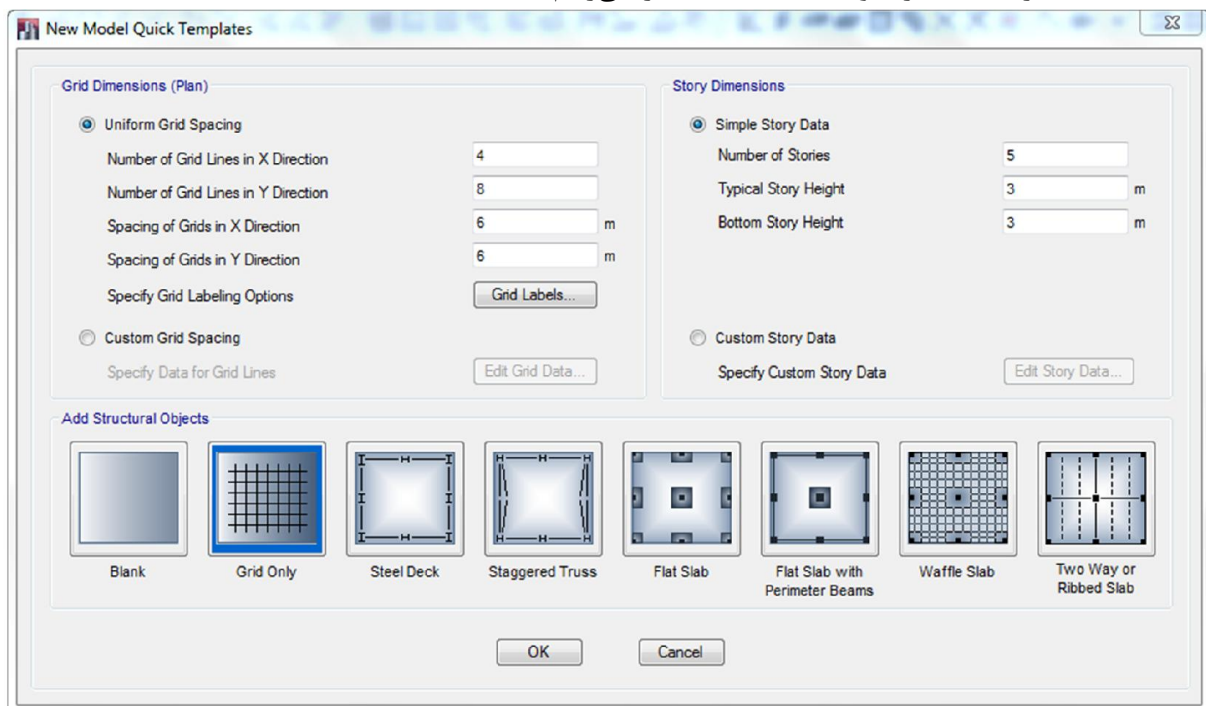 New Model Quick Templates
Grid Dimensions (Plan)
Uniform Grid Spacing
Number of Grid Lines in X Direction 4
Number of Grid Lines in Y Direction 8
Spacing of Grids in X Direction 6 m
Spacing of Grids in Y Direction 6 m
Specify Grid Labeling Options Grid Labels...
Custom Grid Spacing
Specify Data for Grid Lines Edit Grid Data...
Story Dimensions
Simple Story Data
Number of Stories 5
Typical Story Height 3 m
Bottom Story Height 3 m
Custom Story Data
Specify Custom Story Data Edit Story Data...
Add Structural Objects
Blank
Grid Only
Steel Deck
Staggered Truss
Flat Slab
Flat Slab with
Perimeter Beams
Waffle Slab
Two Way or
Ribbed Slab
OK Cancel